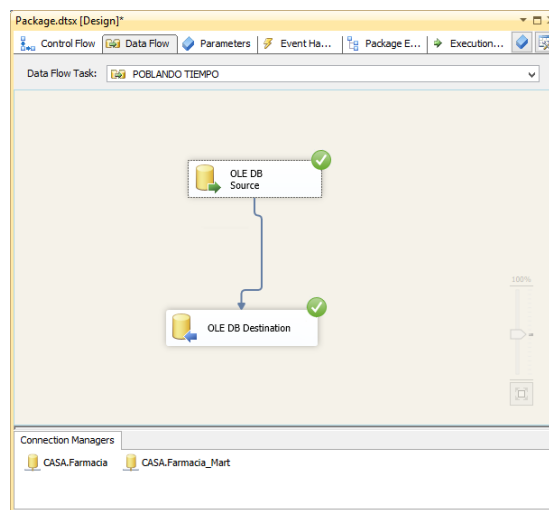 Package.dtsx [Design]*
Control Flow Data Flow Parameters Event Ha... Package E... Execution...
Data Flow Task: POBLANDO TIEMPO
OLE DB
Source
100%
OLE DB Destination
Connection Managers
CASA.Farmacia CASA.Farmacia_Mart